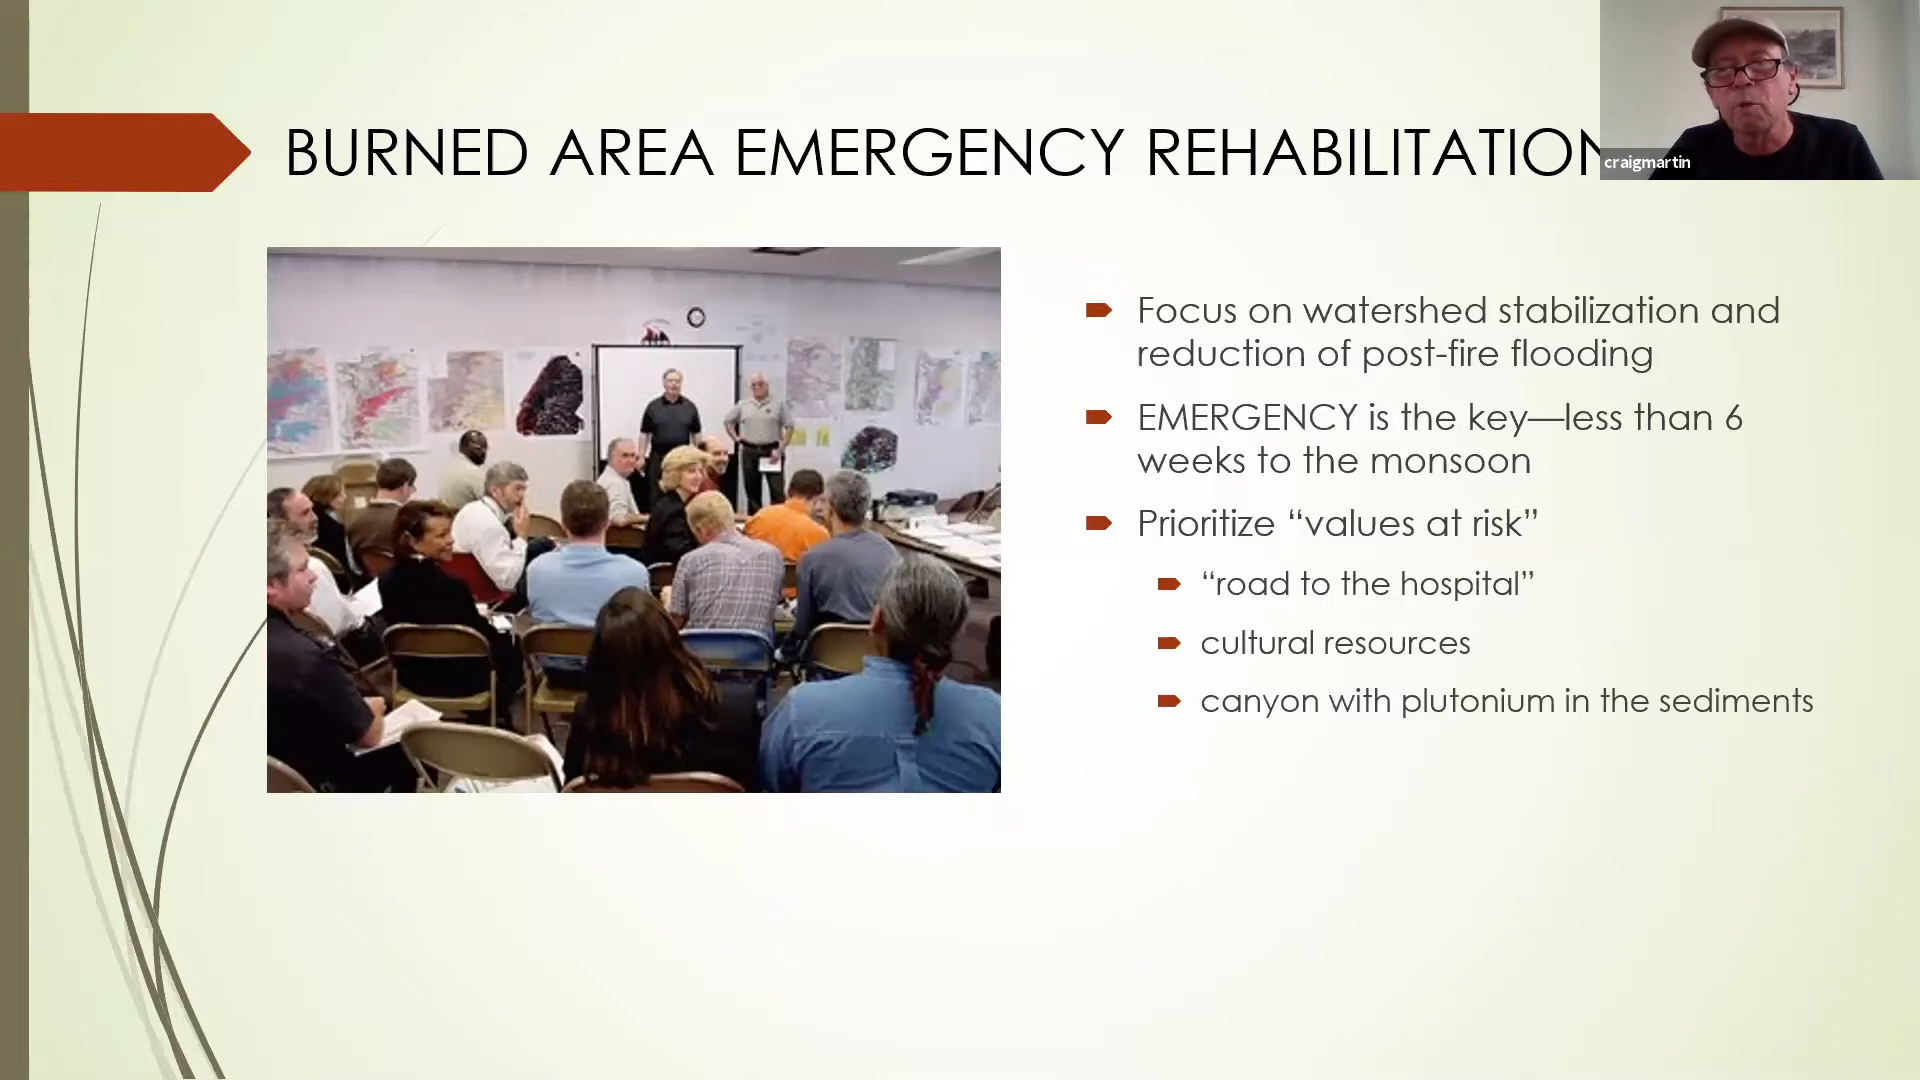 BURNED AREA EMERGENCY REHABILITATION
craigmartin
Focus on watershed stabilization and
reduction of post-fire flooding
EMERGENCY is the key—less than 6
weeks to the monsoon
Prioritize “values at risk”
“road to the hospital”
cultural resources
canyon with plutonium in the sediments